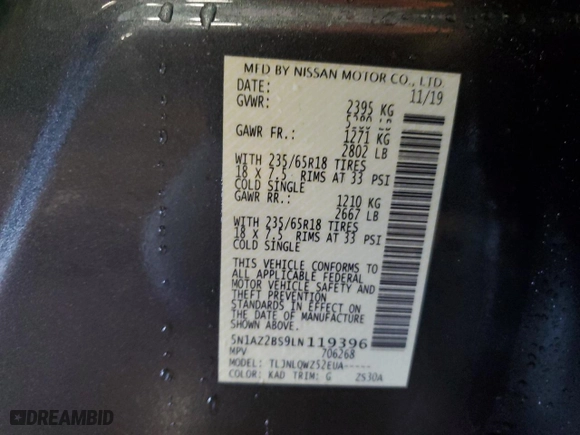 MFD BY NISSAN MOTOR CO., LTD.
DATE: 11/19
GVWR: 2395 KG
LB
GAWR FR.: 1271 KG
2802 LB
WITH 235/65R18 TIRES
18 X 7.5 RIMS AT 33 PSI
COLD SINGLE
GAWR RR.: 1210 KG
2667 LB
WITH 235/65R18 TIRES
18 X 7.5 RIMS AT 33 PSI
COLD SINGLE
THIS VEHICLE CONFORMS TO
ALL APPLICABLE FEDERAL
MOTOR VEHICLE SAFETY AND
THEFT PREVENTION
STANDARDS IN EFFECT ON
THE DATE OF MANUFACTURE
SHOWN ABOVE.
5N1AZ2BS9LN119396
MPV 706268
MODEL: TLJNLQWZ52EUA-----
COLOR: KAD TRIM: G ZS30A
DREAMBID